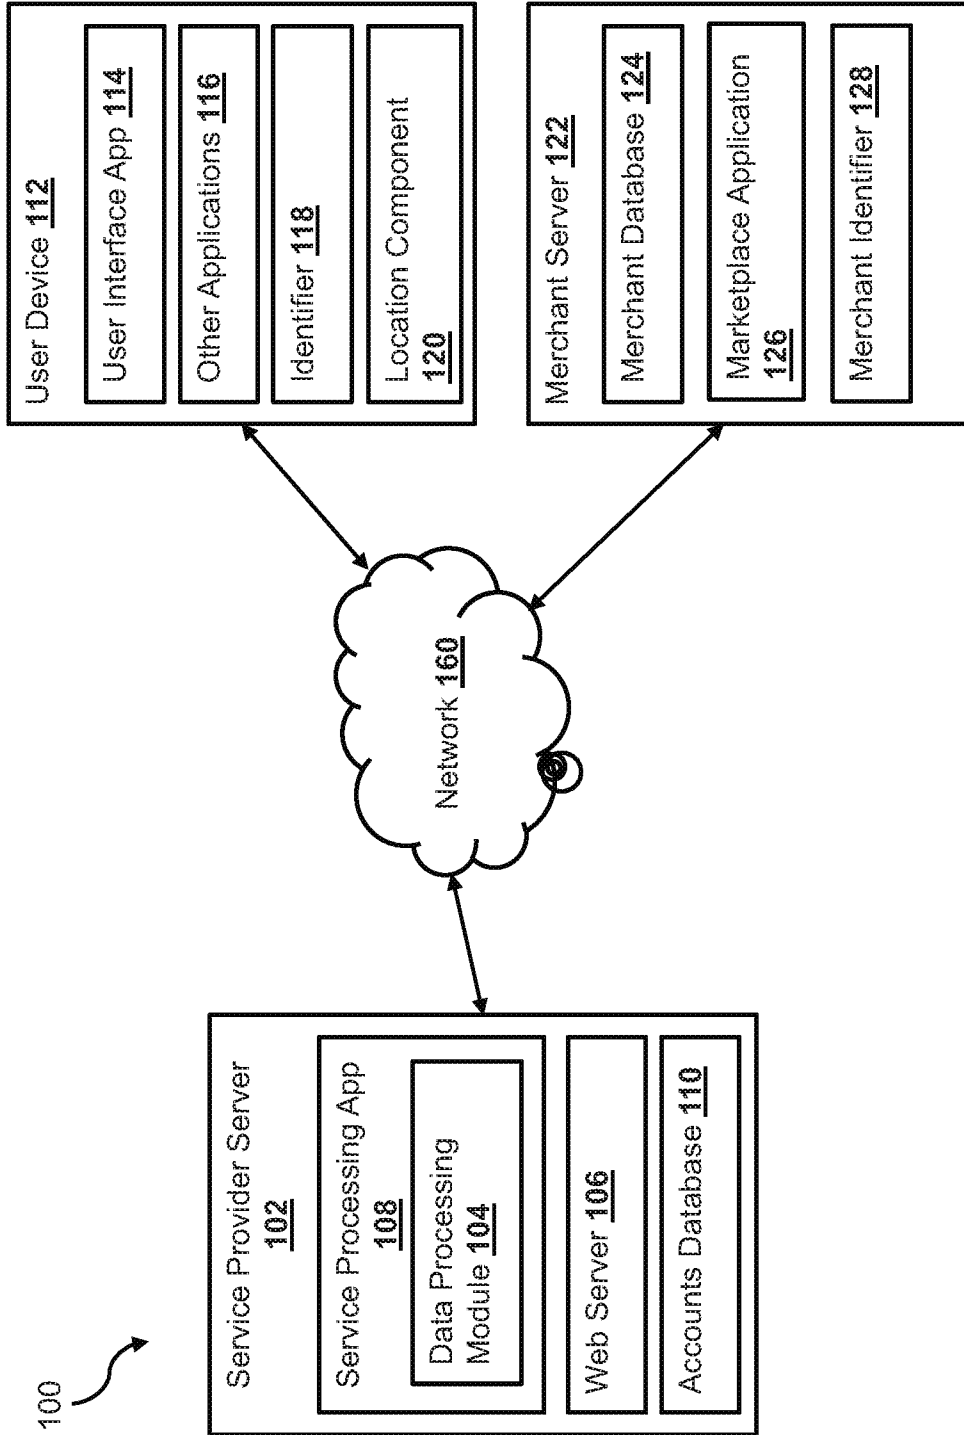 100
Service Provider Server
102
Service Processing App
108
Data Processing
Module 104
Web Server 106
Accounts Database 110
Network 160
User Device 112
User Interface App 114
Other Applications 116
Identifier 118
Location Component
120
Merchant Server 122
Merchant Database 124
Marketplace Application
126
Merchant Identifier 128